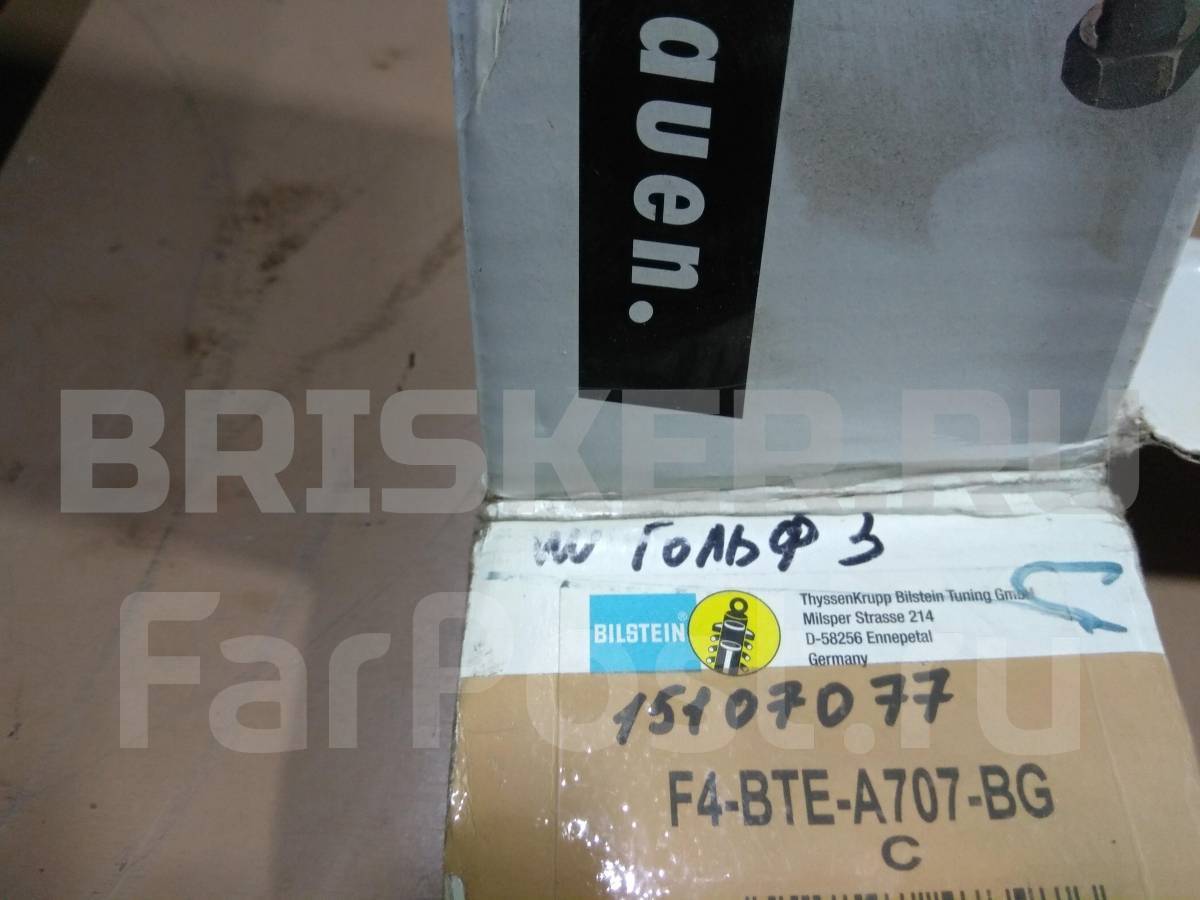 auen.
BRISKER.RU
ГОЛЬФ 3
FarPost.ru
BILSTEIN®
ThyssenKrupp Bilstein Tuning GmbH
Milsper Strasse 214
D-58256 Ennepetal
Germany
15107077
F4-BTE-A707-BG
C